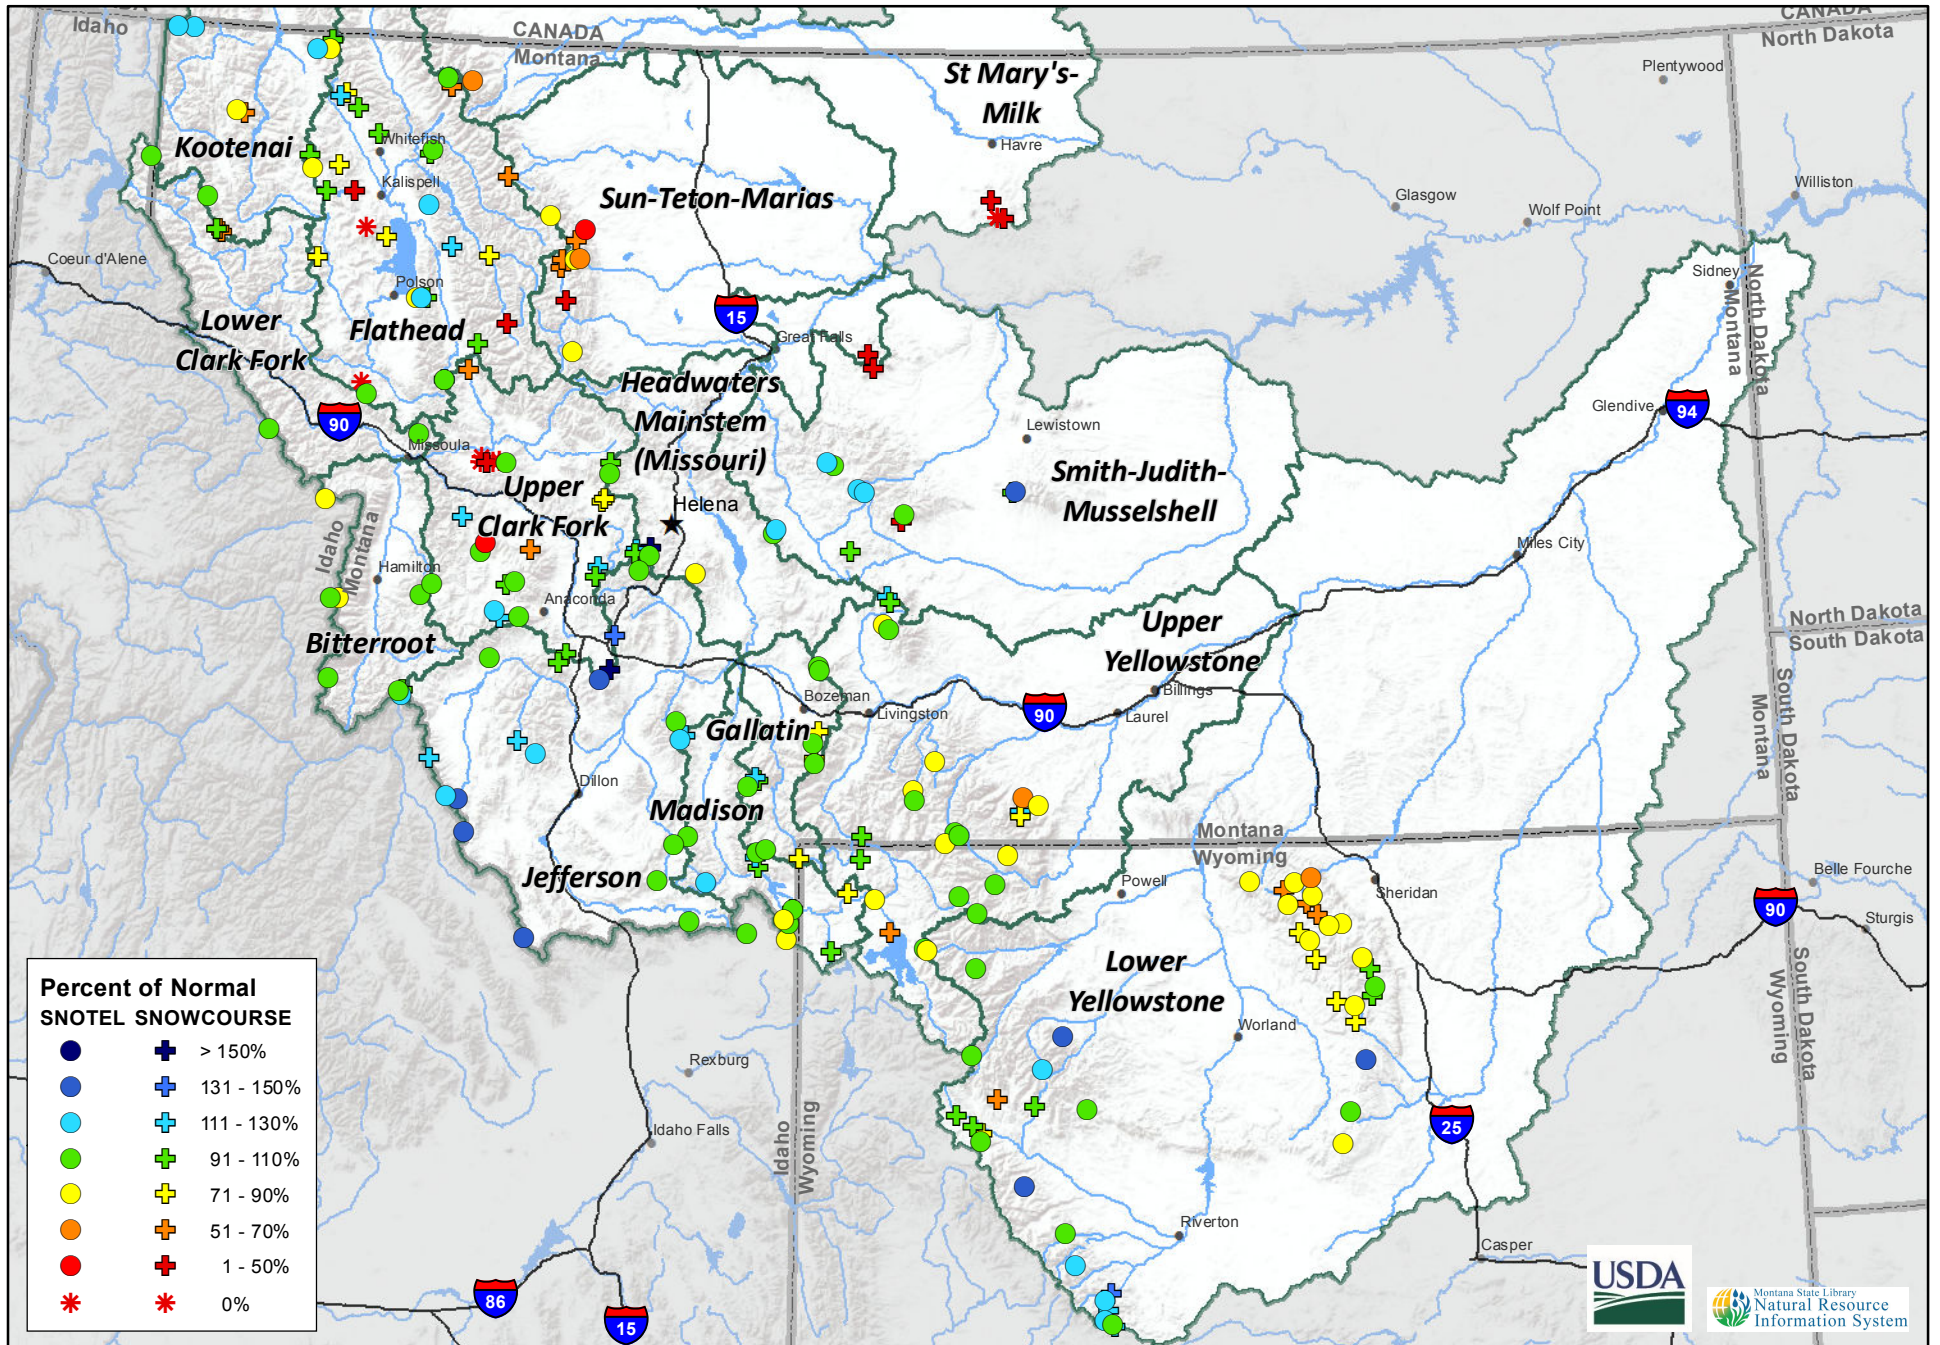 CANADA
Idaho
CANADA
Montana
CANADA
North Dakota
St Mary's-
Milk
Plentywood
Havre
Kootenai
Whitefish
Kalispell
Sun-Teton-Marias
Glasgow
Wolf Point
Williston
Coeur d'Alene
Polson
Sidney
Montana
North Dakota
Lower
Clark Fork
Flathead
15
Great Falls
90
Missoula
Headwaters
Mainstem
(Missouri)
Lewistown
Glendive
94
Smith-Judith-
Musselshell
Upper
Clark Fork
Helena
Idaho
Montana
Hamilton
Anaconda
Miles City
Bitterroot
Upper
Yellowstone
North Dakota
South Dakota
Bozeman
Livingston
90
Billings
Laurel
Gallatin
Montana
South Dakota
Dillon
Madison
Montana
Wyoming
Jefferson
Powell
Sheridan
Belle Fourche
90
Sturgis
Lower
Yellowstone
South Dakota
Wyoming
Worland
Rexburg
Idaho Falls
Idaho
Wyoming
25
Riverton
Casper
86
15
Percent of Normal
SNOTEL SNOWCOURSE
> 150%
131 - 150%
111 - 130%
91 - 110%
71 - 90%
51 - 70%
1 - 50%
0%
USDA
Montana State Library
Natural Resource
Information System